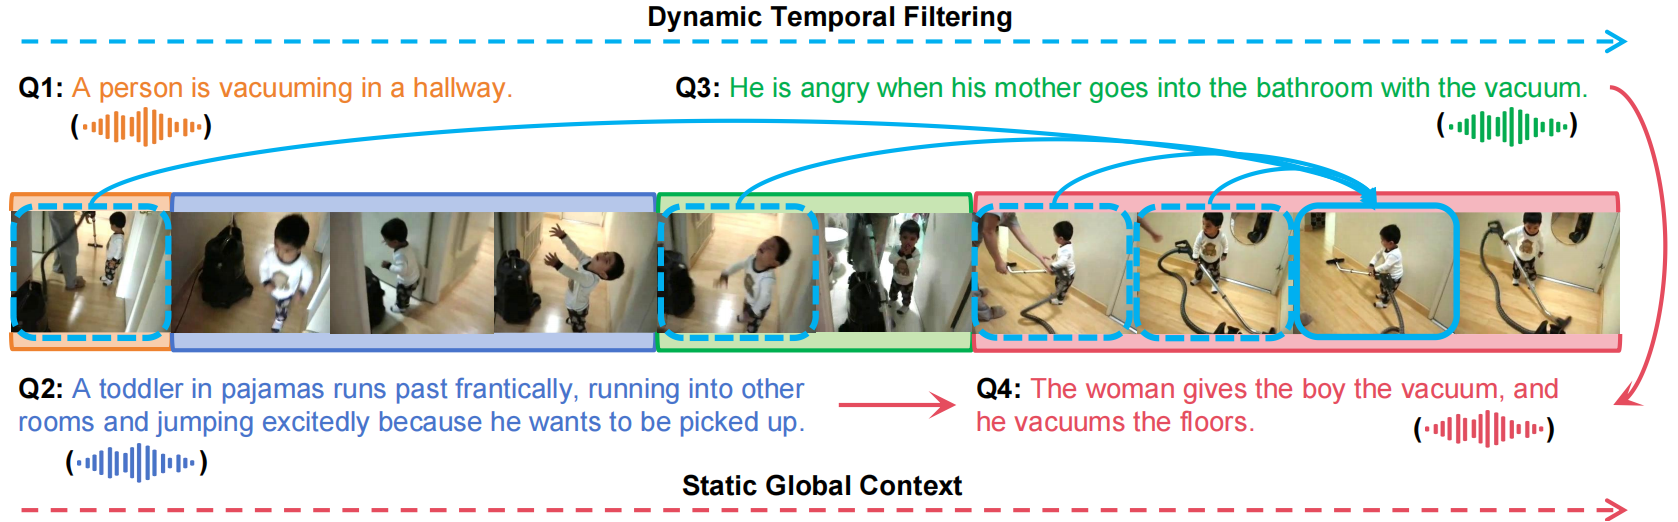 Dynamic Temporal Filtering
Q1: A person is vacuuming in a hallway.
Q3: He is angry when his mother goes into the bathroom with the vacuum.
Q2: A toddler in pajamas runs past frantically, running into other
rooms and jumping excitedly because he wants to be picked up.
Q4: The woman gives the boy the vacuum, and
he vacuums the floors.
Static Global Context